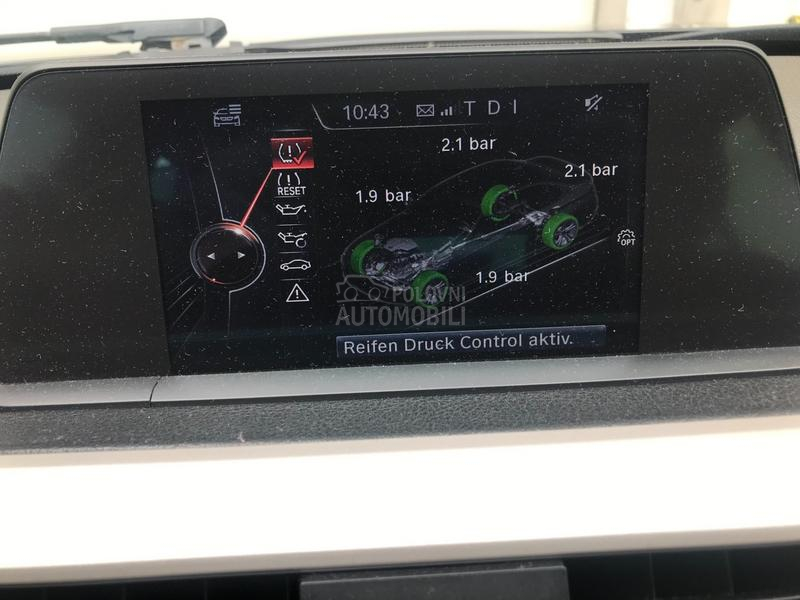 10:43 T D I
2.1 bar
2.1 bar
1.9 bar
RESET
OPT
1.9 bar
POLOVNI
AUTOMOBILI
Reifen Druck Control aktiv.